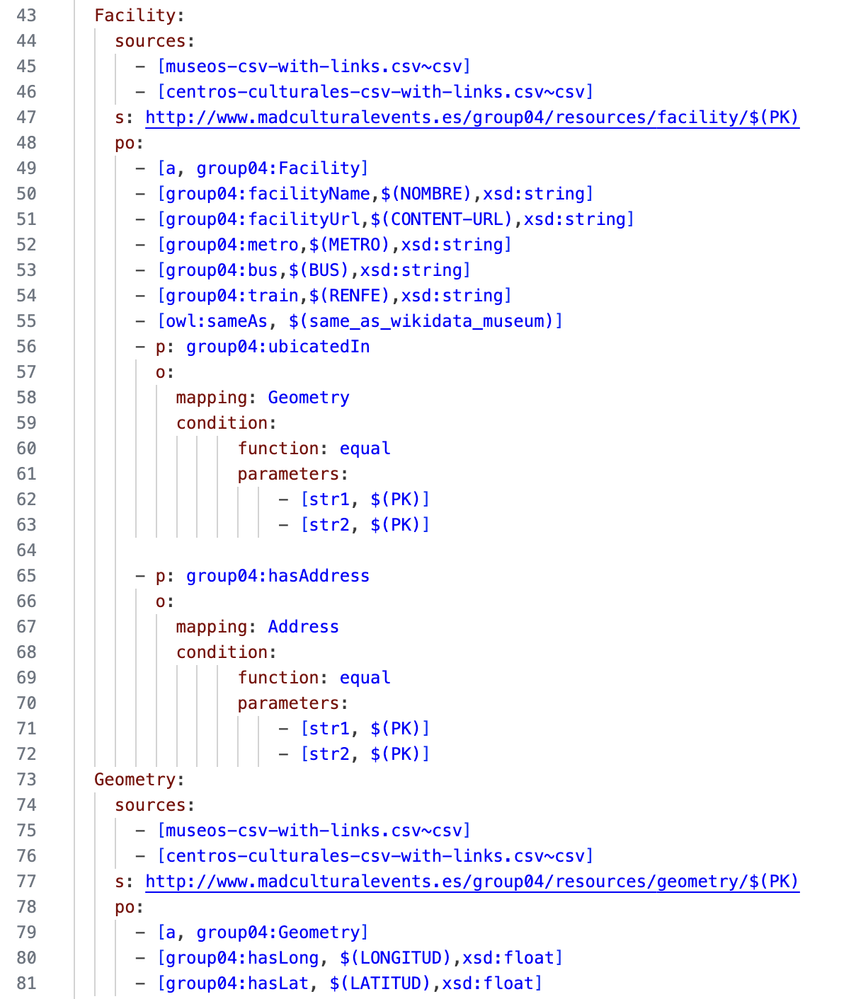 43 Facility:
44 sources:
45 - [museos-csv-with-links.csv~csv]
46 - [centros-culturales-csv-with-links.csv~csv]
47 s: http://www.madculturalevents.es/group04/resources/facility/$(PK)
48 po:
49 - [a, group04:Facility]
50 - [group04:facilityName,$(NOMBRE),xsd:string]
51 - [group04:facilityUrl,$(CONTENT-URL),xsd:string]
52 - [group04:metro,$(METRO),xsd:string]
53 - [group04:bus,$(BUS),xsd:string]
54 - [group04:train,$(RENFE),xsd:string]
55 - [owl:sameAs, $(same_as_wikidata_museum)]
56 - p: group04:ubicatedIn
57 o:
58 mapping: Geometry
59 condition:
60 function: equal
61 parameters:
62 - [str1, $(PK)]
63 - [str2, $(PK)]
64
65 - p: group04:hasAddress
66 o:
67 mapping: Address
68 condition:
69 function: equal
70 parameters:
71 - [str1, $(PK)]
72 - [str2, $(PK)]
73 Geometry:
74 sources:
75 - [museos-csv-with-links.csv~csv]
76 - [centros-culturales-csv-with-links.csv~csv]
77 s: http://www.madculturalevents.es/group04/resources/geometry/$(PK)
78 po:
79 - [a, group04:Geometry]
80 - [group04:hasLong, $(LONGITUD),xsd:float]
81 - [group04:hasLat, $(LATITUD),xsd:float]